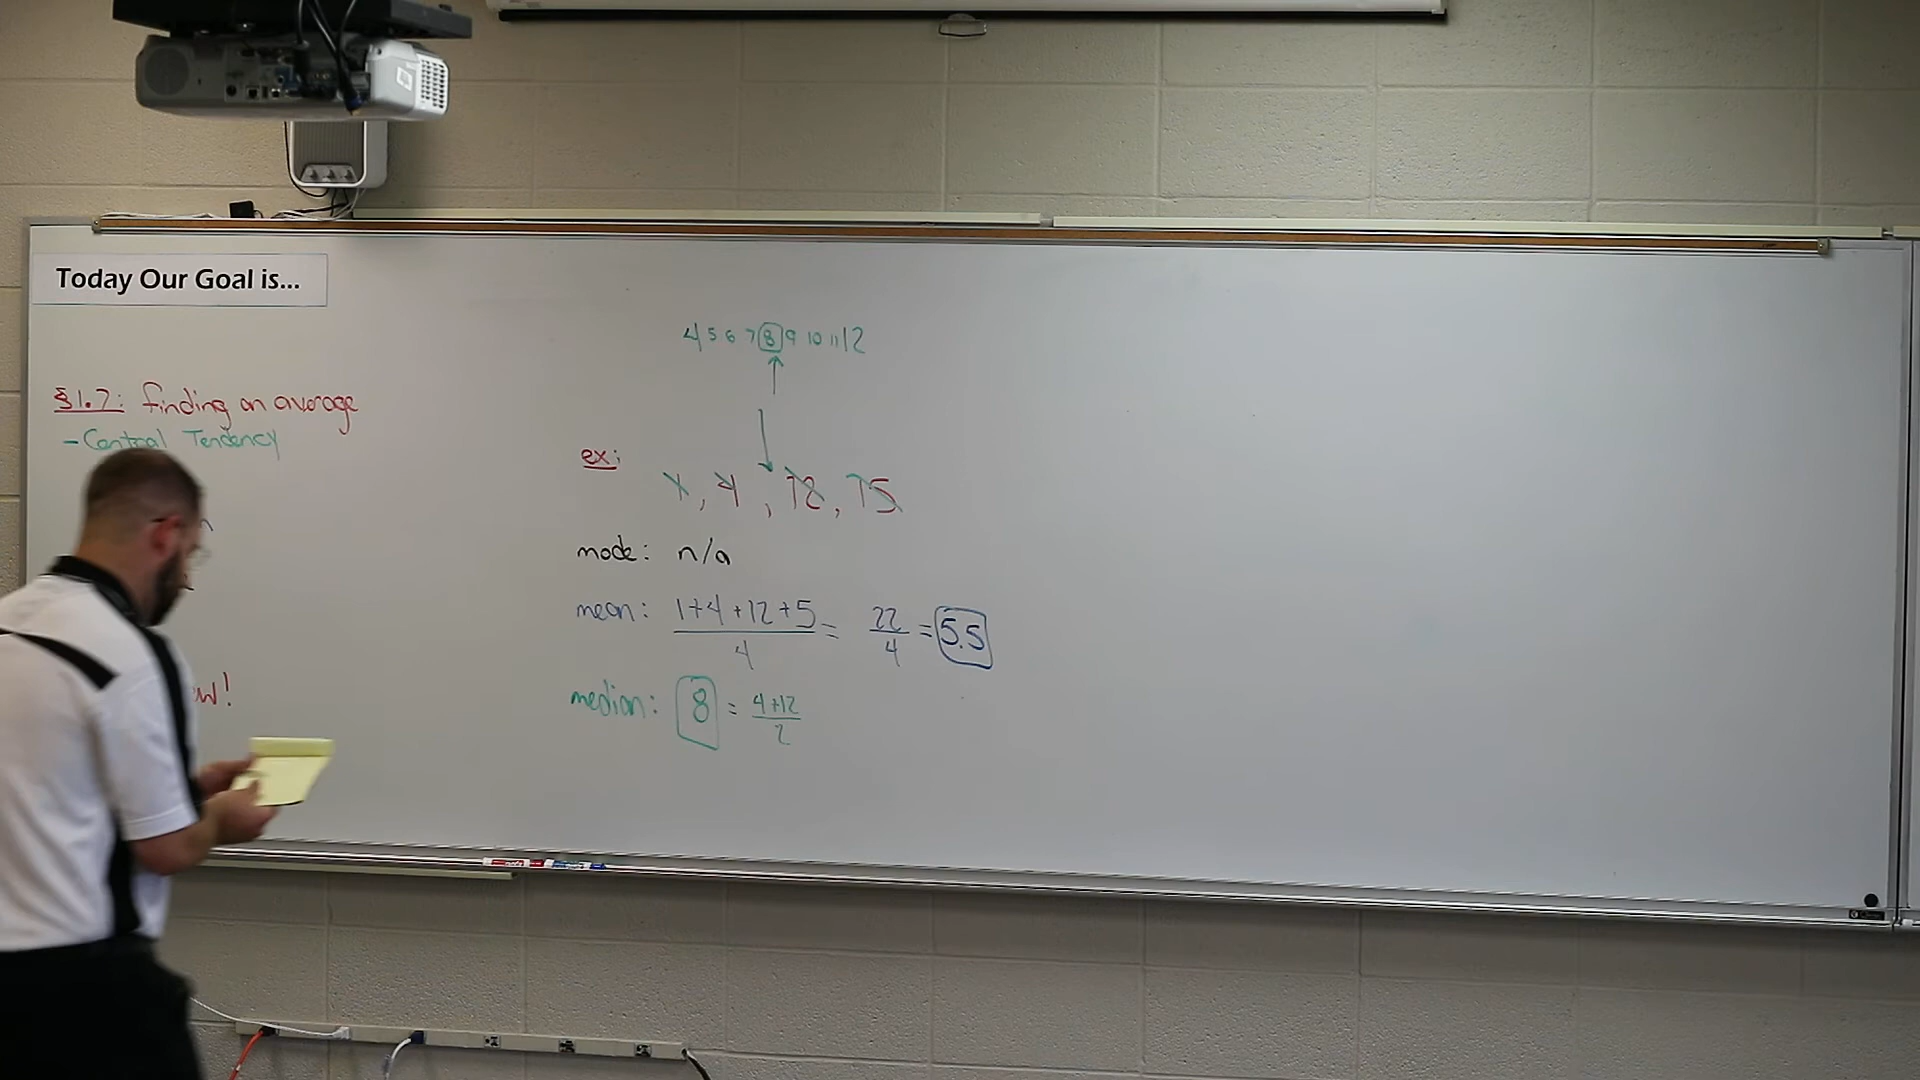 Today Our Goal is...
§1.7: finding an average
- Central Tendency
4 5 6 7 8 9 10 11 12
ex:
1, 4, 12, 5
mode: n/a
mean: 1+4+12+5/4 = 22/4 = 5.5
median: 8 = 4+12/2